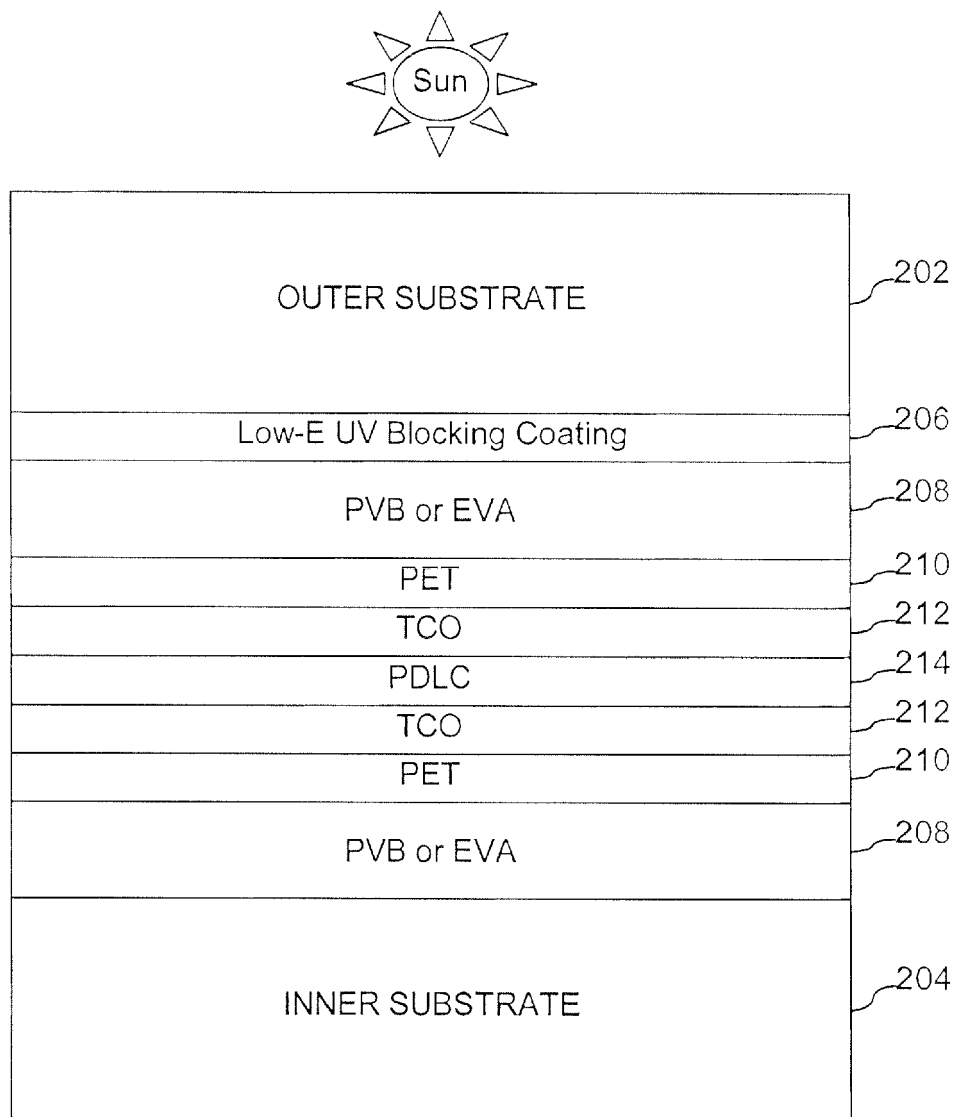 Sun
OUTER SUBSTRATE
202
Low-E UV Blocking Coating
206
PVB or EVA
208
PET
210
TCO
212
PDLC
214
TCO
212
PET
210
PVB or EVA
208
INNER SUBSTRATE
204